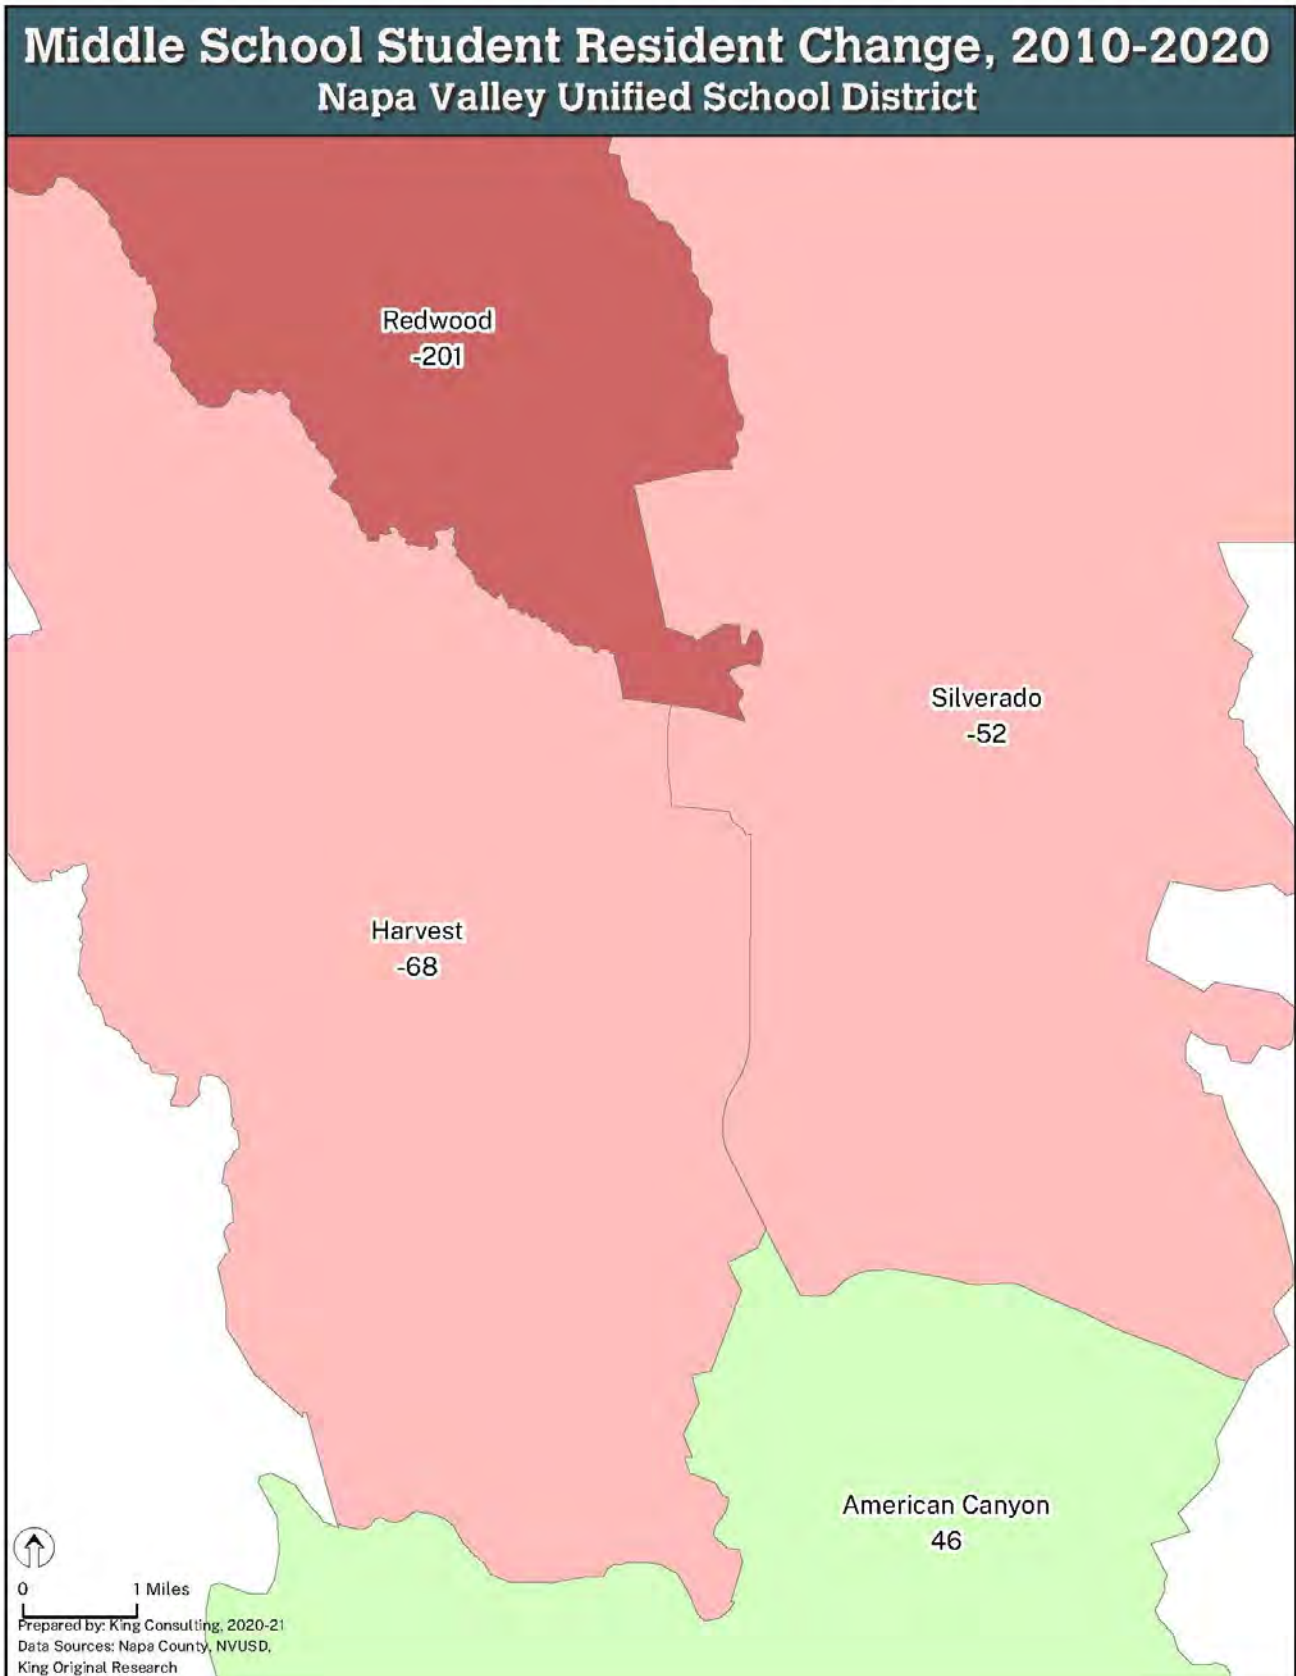 Middle School Student Resident Change, 2010-2020
Napa Valley Unified School District
Redwood
-201
Silverado
-52
Harvest
-68
American Canyon
46
0 1 Miles
Prepared by: King Consulting, 2020-21
Data Sources: Napa County, NVUSD,
King Original Research